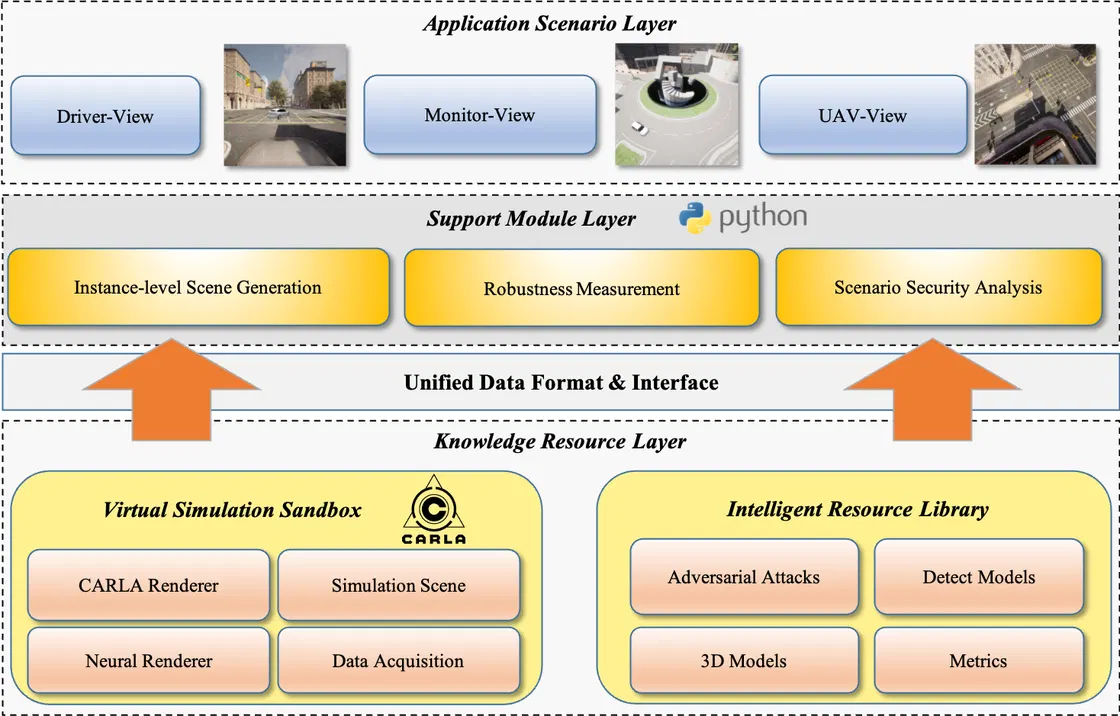 Application Scenario Layer
Driver-View
Monitor-View
UAV-View
Support Module Layer
python
Instance-level Scene Generation
Robustness Measurement
Scenario Security Analysis
Unified Data Format & Interface
Knowledge Resource Layer
Virtual Simulation Sandbox
C
CARLA
CARLA Renderer
Simulation Scene
Neural Renderer
Data Acquisition
Intelligent Resource Library
Adversarial Attacks
Detect Models
3D Models
Metrics